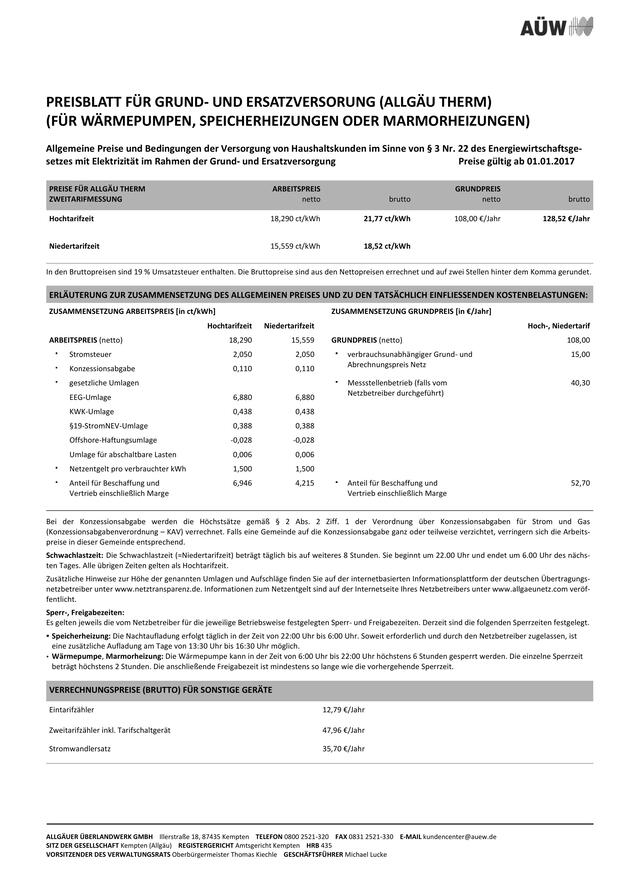 AÜW
PREISBLATT FÜR GRUND- UND ERSATZVERSORUNG (ALLGÄU THERM)
(FÜR WÄRMEPUMPEN, SPEICHERHEIZUNGEN ODER MARMORHEIZUNGEN)
Allgemeine Preise und Bedingungen der Versorgung von Haushaltskunden im Sinne von § 3 Nr. 22 des Energiewirtschaftsge-
setzes mit Elektrizität im Rahmen der Grund- und Ersatzversorgung Preise gültig ab 01.01.2017
PREISE FÜR ALLGÄU THERM ARBEITSPREIS GRUNDPREIS
ZWEITARIFMESSUNG netto brutto netto brutto
Hochtarifzeit 18,290 ct/kWh 21,77 ct/kWh 108,00 €/Jahr 128,52 €/Jahr
Niedertarifzeit 15,559 ct/kWh 18,52 ct/kWh
In den Bruttopreisen sind 19 % Umsatzsteuer enthalten. Die Bruttopreise sind aus den Nettopreisen errechnet und auf zwei Stellen hinter dem Komma gerundet.
ERLÄUTERUNG ZUR ZUSAMMENSETZUNG DES ALLGEMEINEN PREISES UND ZU DEN TATSÄCHLICH EINFLIESSENDEN KOSTENBELASTUNGEN:
ZUSAMMENSETZUNG ARBEITSPREIS [in ct/kWh] ZUSAMMENSETZUNG GRUNDPREIS [in €/Jahr]
Hochtarifzeit Niedertarifzeit Hoch-, Niedertarif
ARBEITSPREIS (netto) 18,290 15,559 GRUNDPREIS (netto) 108,00
• Stromsteuer 2,050 2,050 • verbrauchsunabhängiger Grund- und 15,00
Abrechnungspreis Netz
• Konzessionsabgabe 0,110 0,110
• gesetzliche Umlagen • Messstellenbetrieb (falls vom 40,30
Netzbetreiber durchgeführt)
EEG-Umlage 6,880 6,880
KWK-Umlage 0,438 0,438
§19-StromNEV-Umlage 0,388 0,388
Offshore-Haftungsumlage -0,028 -0,028
Umlage für abschaltbare Lasten 0,006 0,006
• Netzentgelt pro verbrauchter kWh 1,500 1,500
• Anteil für Beschaffung und 6,946 4,215 • Anteil für Beschaffung und 52,70
Vertrieb einschließlich Marge Vertrieb einschließlich Marge
Bei der Konzessionsabgabe werden die Höchstsätze gemäß § 2 Abs. 2 Ziff. 1 der Verordnung über Konzessionsabgaben für Strom und Gas
(Konzessionsabgabenverordnung – KAV) verrechnet. Falls eine Gemeinde auf die Konzessionsabgabe ganz oder teilweise verzichtet, verringern sich die Arbeits-
preise in dieser Gemeinde entsprechend.
Schwachlastzeit: Die Schwachlastzeit (=Niedertarifzeit) beträgt täglich bis auf weiteres 8 Stunden. Sie beginnt um 22.00 Uhr und endet um 6.00 Uhr des nächs-
ten Tages. Alle übrigen Zeiten gelten als Hochtarifzeit.
Zusätzliche Hinweise zur Höhe der genannten Umlagen und Aufschläge finden Sie auf der internetbasierten Informationsplattform der deutschen Übertragungs-
netzbetreiber unter www.netztransparenz.de. Informationen zum Netzentgelt sind auf der Internetseite Ihres Netzbetreibers unter www.allgaeunetz.com veröf-
fentlicht.
Sperr-, Freigabezeiten:
Es gelten jeweils die vom Netzbetreiber für die jeweilige Betriebsweise festgelegten Sperr- und Freigabezeiten. Derzeit sind die folgenden Sperrzeiten festgelegt.
• Speicherheizung: Die Nachtaufladung erfolgt täglich in der Zeit von 22:00 Uhr bis 6:00 Uhr. Soweit erforderlich und durch den Netzbetreiber zugelassen, ist
eine zusätzliche Aufladung am Tage von 13:30 Uhr bis 16:30 Uhr möglich.
• Wärmepumpe, Marmorheizung: Die Wärmepumpe kann in der Zeit von 6:00 Uhr bis 22:00 Uhr höchstens 6 Stunden gesperrt werden. Die einzelne Sperrzeit
beträgt höchstens 2 Stunden. Die anschließende Freigabezeit ist mindestens so lange wie die vorhergehende Sperrzeit.
VERRECHNUNGSPREISE (BRUTTO) FÜR SONSTIGE GERÄTE
Eintarifzähler 12,79 €/Jahr
Zweitarifzähler inkl. Tarifschaltgerät 47,96 €/Jahr
Stromwandlersatz 35,70 €/Jahr
ALLGÄUER ÜBERLANDWERK GMBH Illerstraße 18, 87435 Kempten TELEFON 0800 2521-320 FAX 0831 2521-330 E-MAIL kundencenter@auew.de
SITZ DER GESELLSCHAFT Kempten (Allgäu) REGISTERGERICHT Amtsgericht Kempten HRB 435
VORSITZENDER DES VERWALTUNGSRATS Oberbürgermeister Thomas Kiechle GESCHÄFTSFÜHRER Michael Lucke